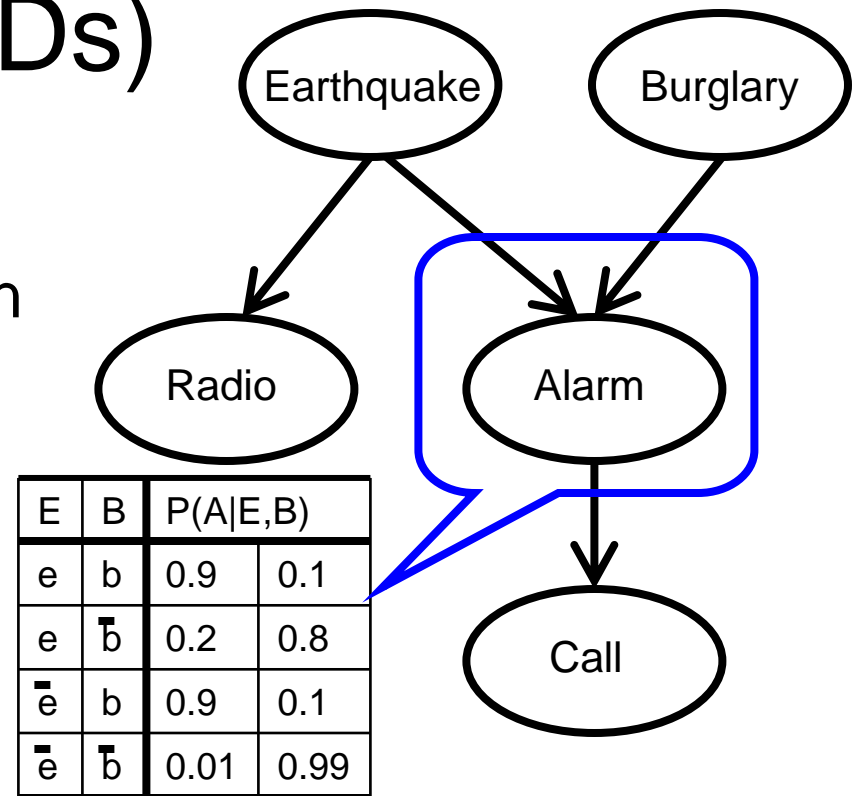 Ds)
Earthquake
Burglary
n
Radio
Alarm
E B P(A|E,B)
e b 0.9 0.1
e b̄ 0.2 0.8
ē b 0.9 0.1
ē b̄ 0.01 0.99
Call